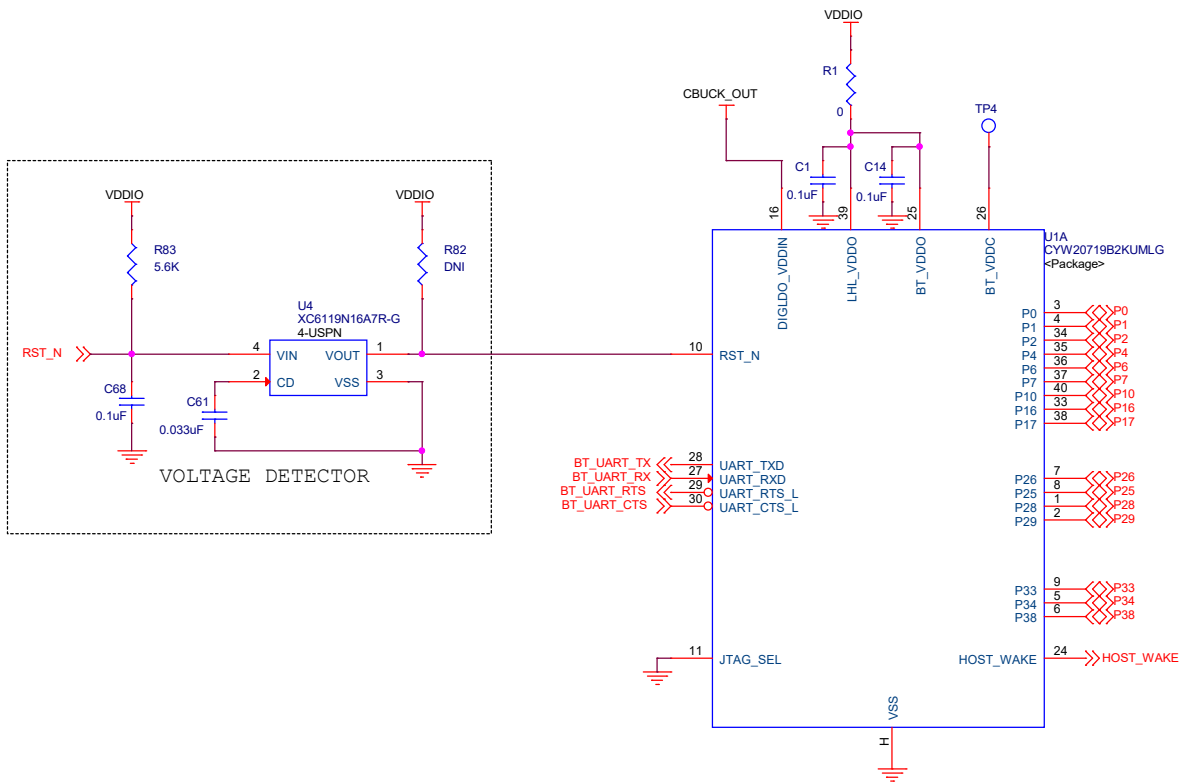 VDDIO
R1
0
CBUCK_OUT
TP4
C1
0.1uF
C14
0.1uF
16
39
25
26
DIGLDO_VDDIN
LHL_VDDO
BT_VDDO
BT_VDDC
U1A
CYW20719B2KUMLG
<Package>
VDDIO
R83
5.6K
VDDIO
R82
DNI
U4
XC6119N16A7R-G
4-USPN
RST_N
4
VIN
VOUT
1
2
CD
VSS
3
C68
0.1uF
C61
0.033uF
VOLTAGE DETECTOR
10
RST_N
BT_UART_TX
28
UART_TXD
BT_UART_RX
27
UART_RXD
BT_UART_RTS
29
UART_RTS_L
BT_UART_CTS
30
UART_CTS_L
11
JTAG_SEL
P0
3
P0
P1
4
P1
P2
34
P2
P4
35
P4
P6
36
P6
P7
37
P7
P10
40
P10
P16
33
P16
P17
38
P17
P26
7
P26
P25
8
P25
P28
1
P28
P29
2
P29
P33
9
P33
P34
5
P34
P38
6
P38
HOST_WAKE
24
HOST_WAKE
VSS
H